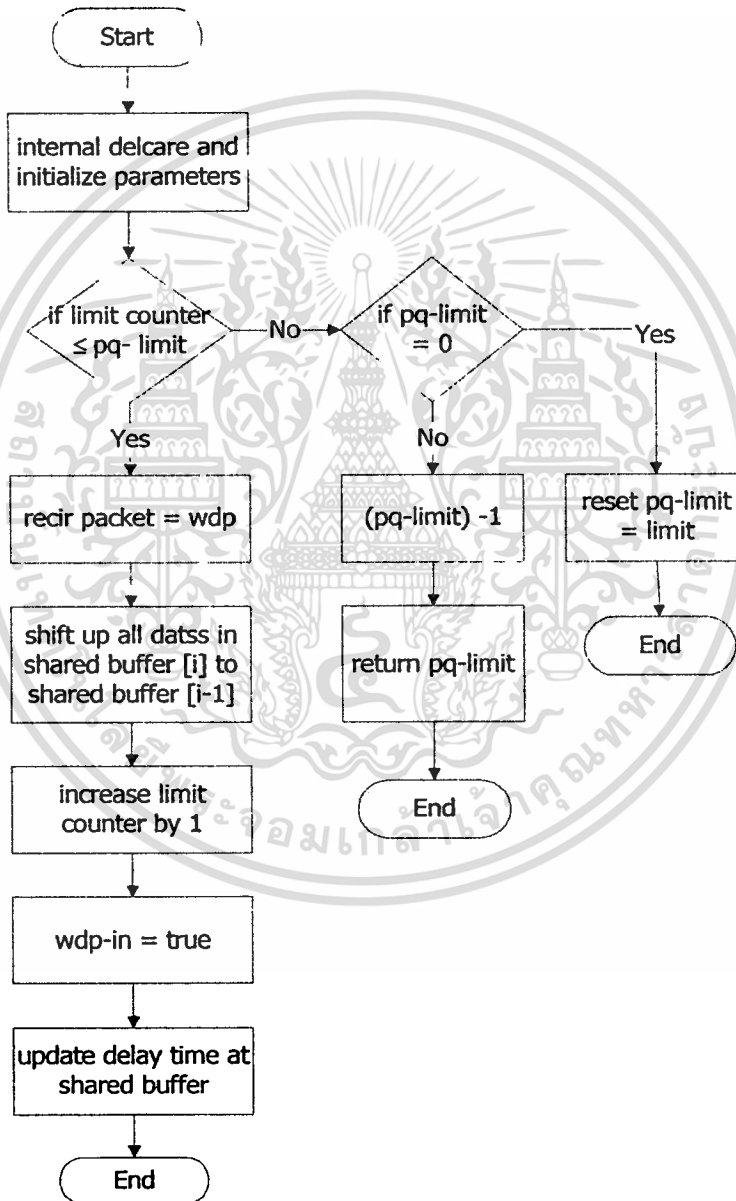 Start
internal delcare and
initialize parameters
if limit counter
≤ pq- limit
No
if pq-limit
= 0
Yes
Yes
No
recir packet = wdp
(pq-limit) -1
reset pq-limit
= limit
shift up all datss in
shared buffer [i] to
shared buffer [i-1]
return pq-limit
End
increase limit
counter by 1
End
wdp-in = true
update delay time at
shared buffer
End